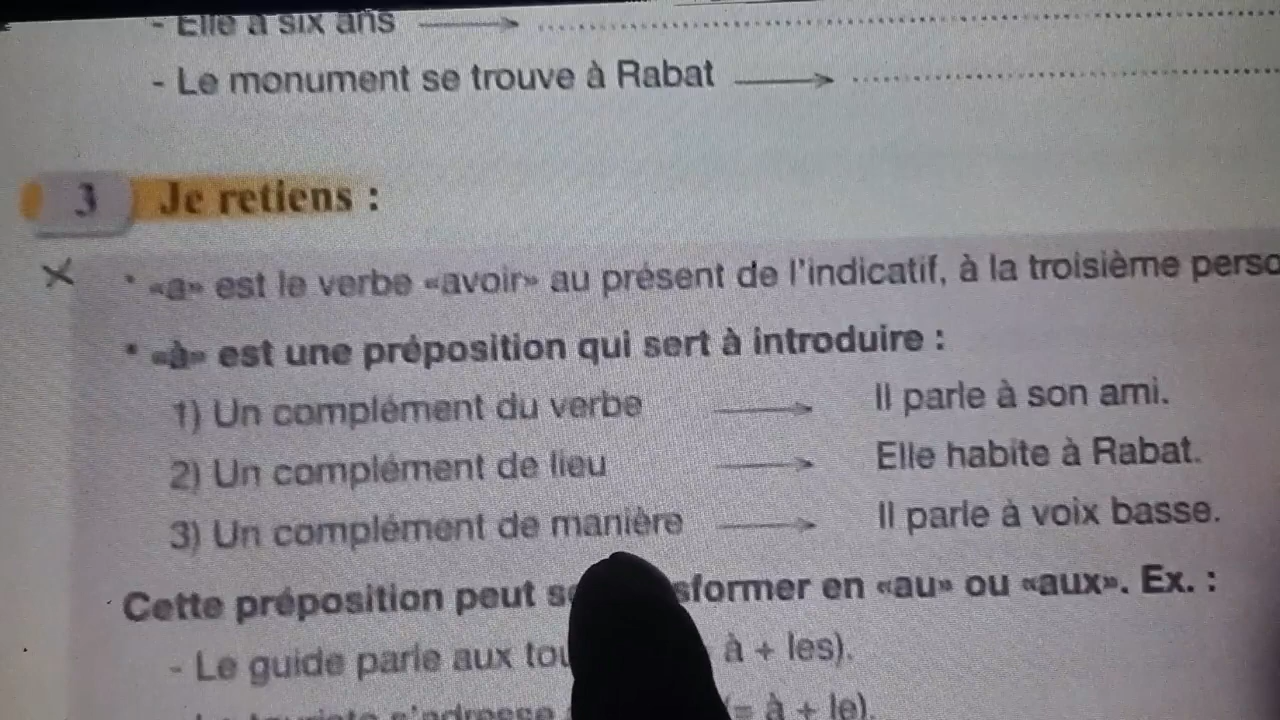 - Elle a six ans
- Le monument se trouve à Rabat
3 Je retiens :
* «a» est le verbe «avoir» au présent de l'indicatif, à la troisième perso
* «à» est une préposition qui sert à introduire :
1) Un complément du verbe Il parle à son ami.
2) Un complément de lieu Elle habite à Rabat.
3) Un complément de manière Il parle à voix basse.
Cette préposition peut s sformer en «au» ou «aux». Ex. :
- Le guide parle aux tou à + les).
s'adresse (= à + le).